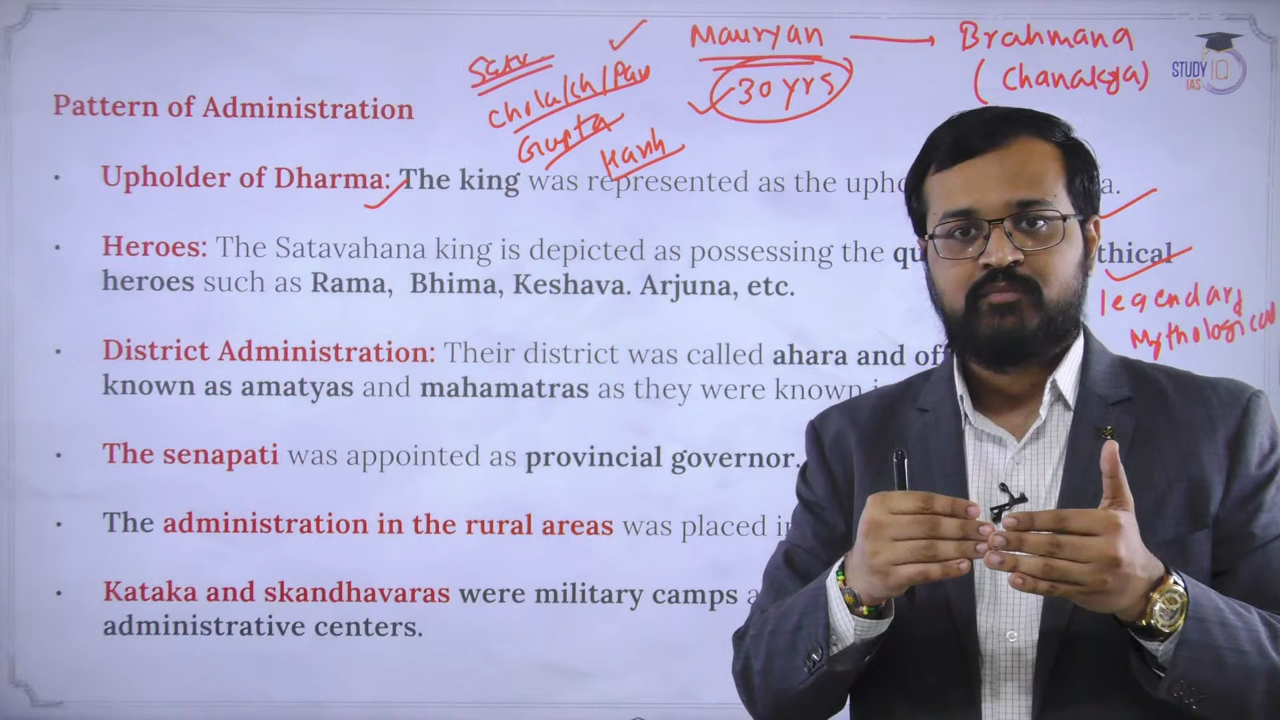 Mauryan
Brahmana
(Chanakya)
30 yrs
Satv
Chola/Ch/Pav
Gupta
Harsh
STUDY IQ
IAS
Pattern of Administration
• Upholder of Dharma: The king was represented as the uph a.
• Heroes: The Satavahana king is depicted as possessing the qu thical
heroes such as Rama, Bhima, Keshava. Arjuna, etc.
legendary
Mythological
• District Administration: Their district was called ahara and of
known as amatyas and mahamatras as they were known
• The senapati was appointed as provincial governor.
• The administration in the rural areas was placed i
• Kataka and skandhavaras were military camps a
administrative centers.